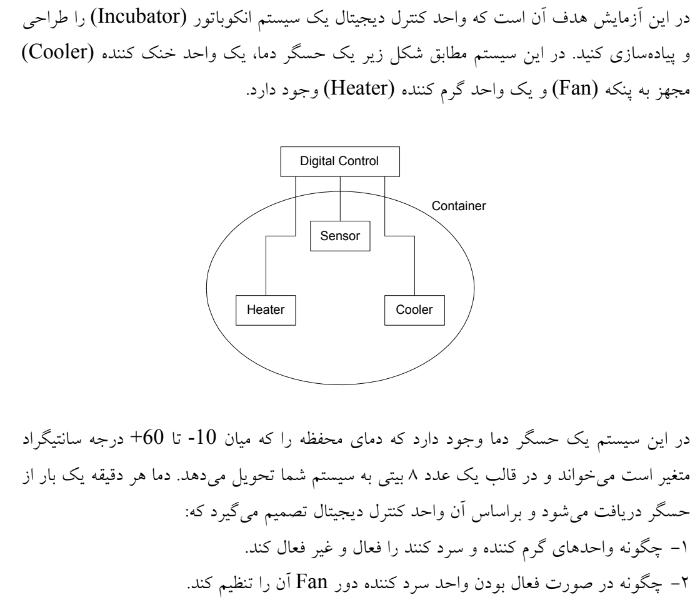 در این آزمایش هدف آن است که واحد کنترل دیجیتال یک سیستم انکوباتور (Incubator) را طراحی
و پیاده‌سازی کنید. در این سیستم مطابق شکل زیر یک حسگر دما، یک واحد خنک کننده (Cooler)
مجهز به پنکه (Fan) و یک واحد گرم کننده (Heater) وجود دارد.
Digital Control
Container
Sensor
Heater
Cooler
در این سیستم یک حسگر دما وجود دارد که دمای محفظه را که میان 10- تا 60+ درجه سانتیگراد
متغیر است می‌خواند و در قالب یک عدد ۸ بیتی به سیستم شما تحویل می‌دهد. دما هر دقیقه یک بار از
حسگر دریافت می‌شود و براساس آن واحد کنترل دیجیتال تصمیم می‌گیرد که:
۱- چگونه واحدهای گرم کننده و سرد کنند را فعال و غیر فعال کند.
۲- چگونه در صورت فعال بودن واحد سرد کننده دور Fan آن را تنظیم کند.